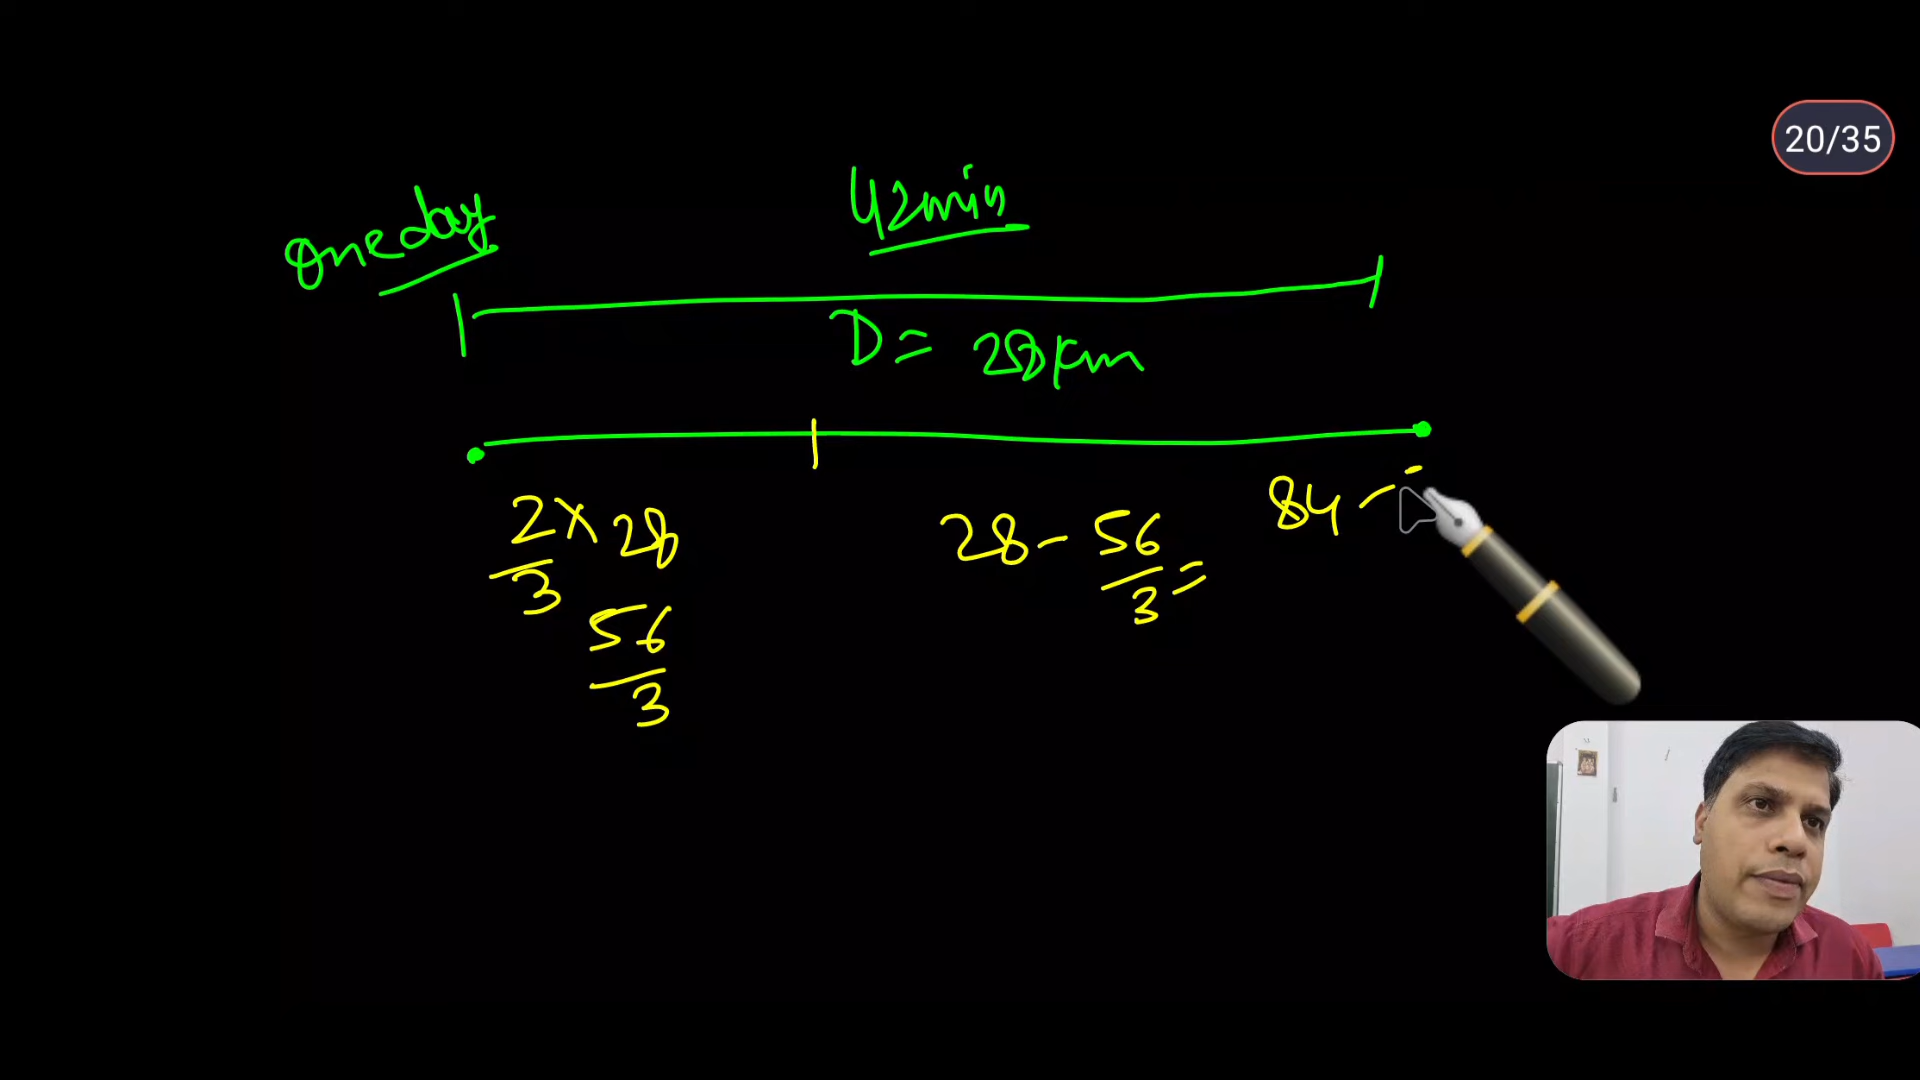 20/35
One day
42min
D = 28km
2/3 × 28
56/3
28 - 56/3 =
84 -